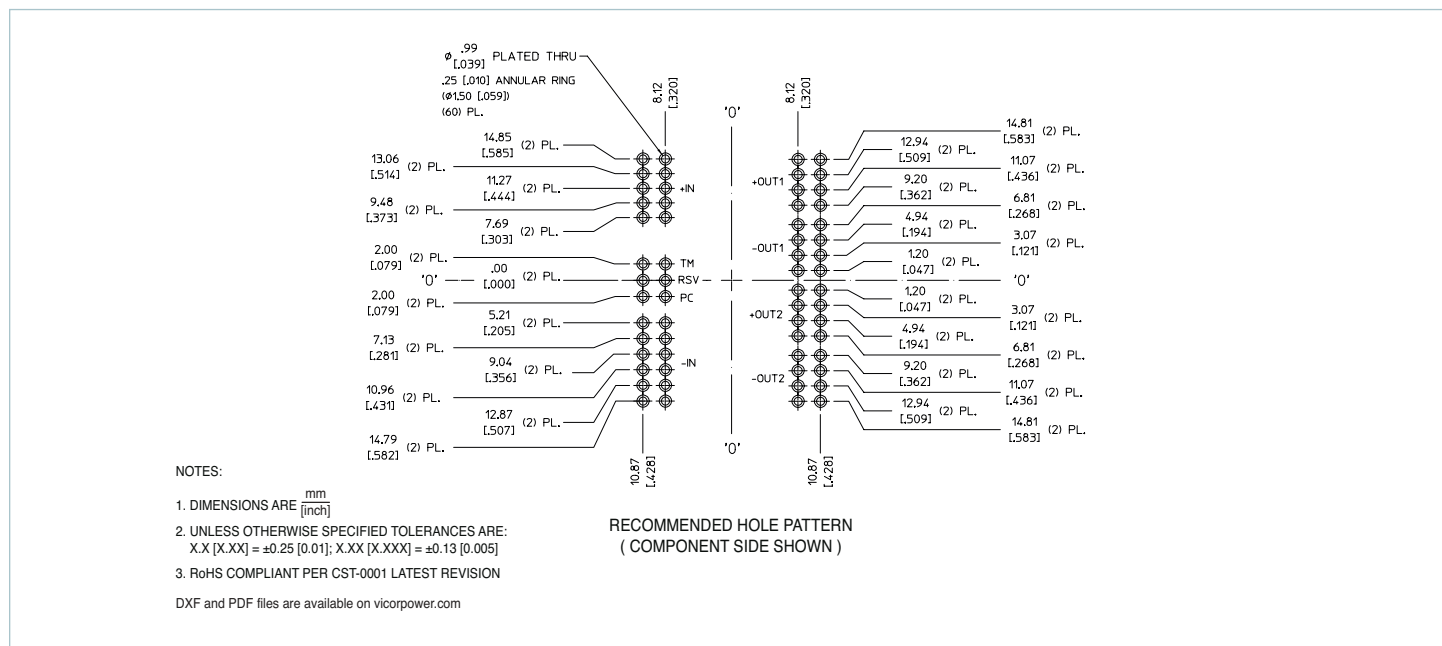 ø .99 [.039] PLATED THRU
.25 [.010] ANNULAR RING
(ø1.50 [.059])
(60) PL.
8.12 [.320]
'0'
8.12 [.320]
14.85 [.585] (2) PL.
13.06 [.514] (2) PL.
11.27 [.444] (2) PL.
9.48 [.373] (2) PL.
7.69 [.303] (2) PL.
2.00 [.079] (2) PL.
'0'
.00 [.000] (2) PL.
2.00 [.079] (2) PL.
5.21 [.205] (2) PL.
7.13 [.281] (2) PL.
9.04 [.356] (2) PL.
10.96 [.431] (2) PL.
12.87 [.507] (2) PL.
14.79 [.582] (2) PL.
+IN
TM
RSV
PC
-IN
10.87 [.428]
'0'
10.87 [.428]
+OUT1
-OUT1
+OUT2
-OUT2
14.81 [.583] (2) PL.
12.94 [.509] (2) PL.
11.07 [.436] (2) PL.
9.20 [.362] (2) PL.
6.81 [.268] (2) PL.
4.94 [.194] (2) PL.
3.07 [.121] (2) PL.
1.20 [.047] (2) PL.
'0'
1.20 [.047] (2) PL.
3.07 [.121] (2) PL.
4.94 [.194] (2) PL.
6.81 [.268] (2) PL.
9.20 [.362] (2) PL.
11.07 [.436] (2) PL.
12.94 [.509] (2) PL.
14.81 [.583] (2) PL.
RECOMMENDED HOLE PATTERN
( COMPONENT SIDE SHOWN )
NOTES:
1. DIMENSIONS ARE mm [inch]
2. UNLESS OTHERWISE SPECIFIED TOLERANCES ARE:
X.X [X.XX] = ±0.25 [0.01]; X.XX [X.XXX] = ±0.13 [0.005]
3. RoHS COMPLIANT PER CST-0001 LATEST REVISION
DXF and PDF files are available on vicorpower.com